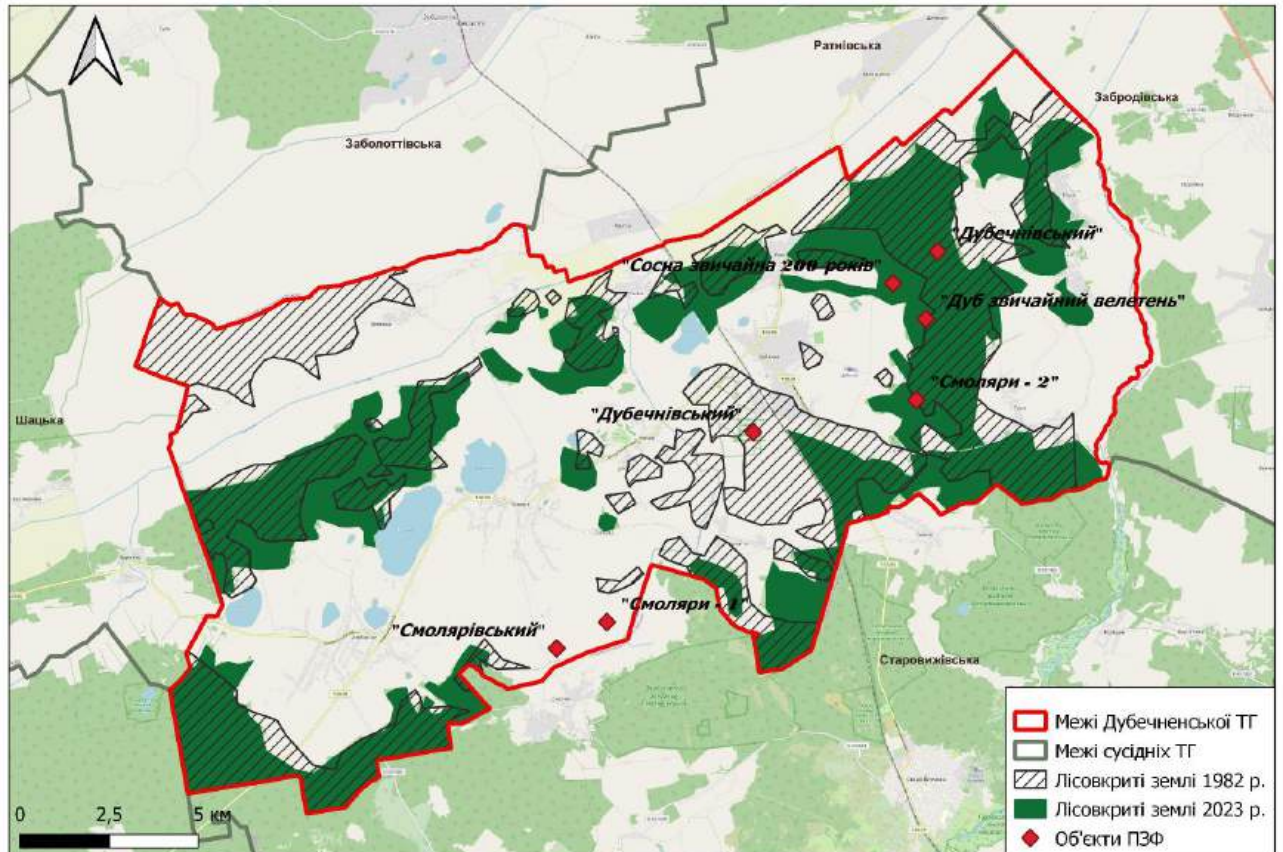 Ратнівська
Забродівська
Заболоттівська
"Дубечнівський"
"Сосна звичайна 200 років"
"Дуб звичайний велетень"
"Смоляри - 2"
Шацька
"Дубечнівський"
"Смоляри - 1"
"Смолярівський"
Старовижівська
Межі Дубечненської ТГ
Межі сусідніх ТГ
Лісовкриті землі 1982 р.
Лісовкриті землі 2023 р.
Об'єкти ПЗФ
0 2,5 5 км